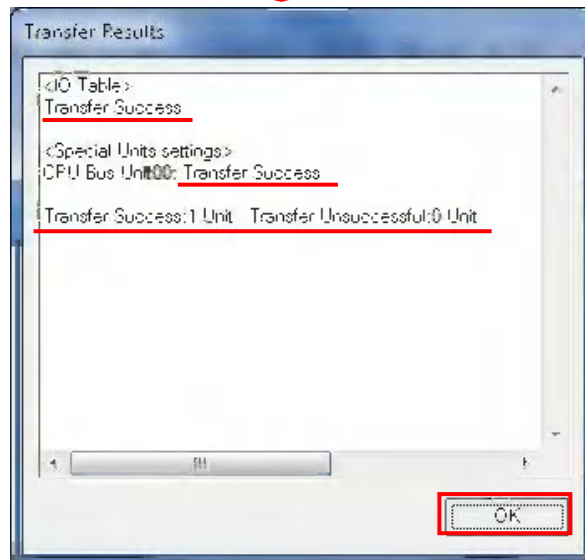 Transfer Results
<IO Table>
Transfer Success
<Special Units settings>
CPU Bus Unit00: Transfer Success
Transfer Success:1 Unit Transfer Unsuccessful:0 Unit
OK